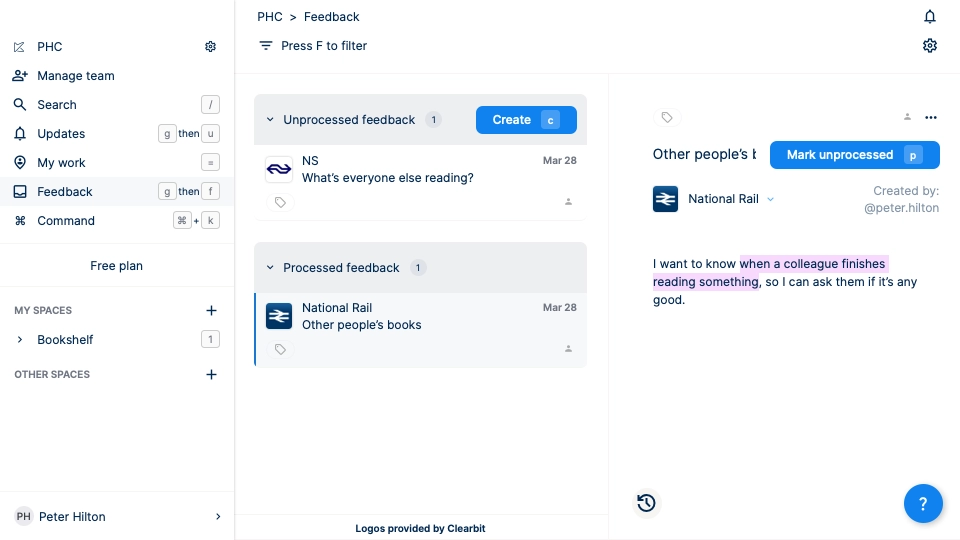 PHC > Feedback
Press F to filter
PHC
Manage team
Search /
Updates g then u
My work =
Feedback g then f
Command ⌘ + k
Free plan
MY SPACES +
Bookshelf 1
OTHER SPACES +
PH Peter Hilton
Unprocessed feedback 1 Create c
NS Mar 28
What’s everyone else reading?
Processed feedback 1
National Rail Mar 28
Other people’s books
Logos provided by Clearbit
Other people’s Mark unprocessed p
National Rail
Created by:
@peter.hilton
I want to know when a colleague finishes
reading something, so I can ask them if it’s any
good.
?